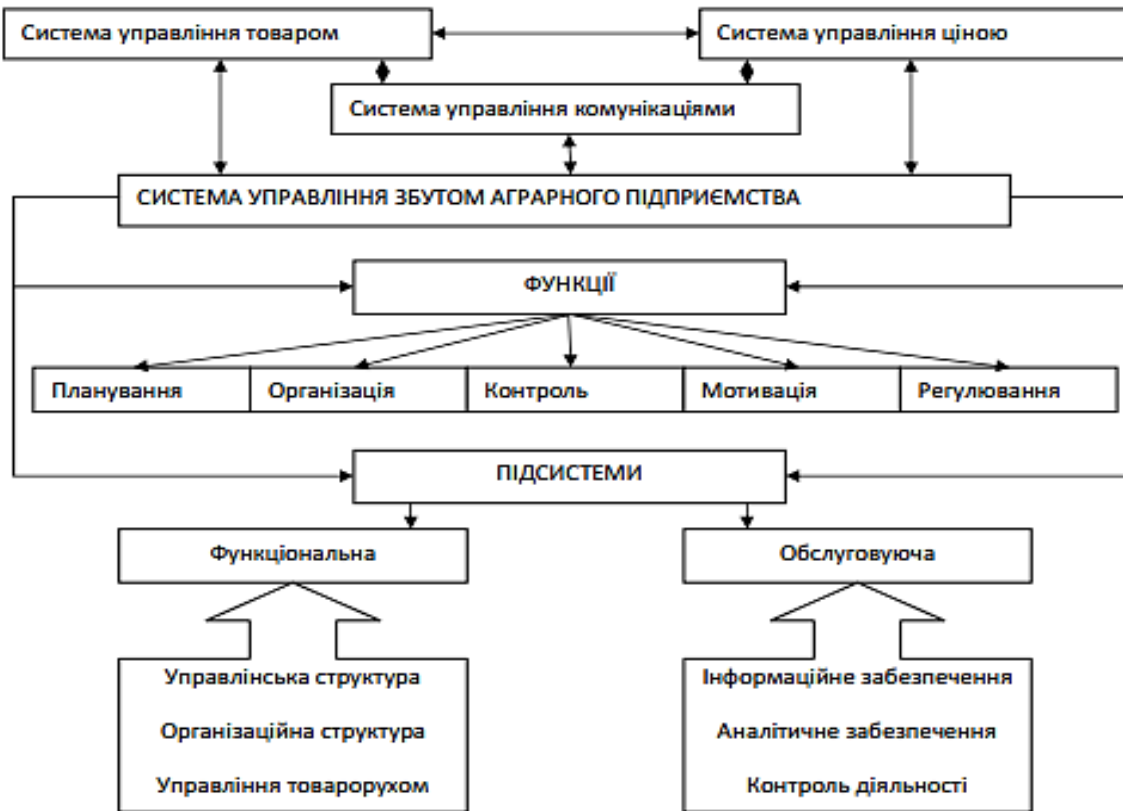 Система управління товаром
Система управління ціною
Система управління комунікаціями
СИСТЕМА УПРАВЛІННЯ ЗБУТОМ АГРАРНОГО ПІДПРИЄМСТВА
ФУНКЦІЇ
Планування
Організація
Контроль
Мотивація
Регулювання
ПІДСИСТЕМИ
Функціональна
Обслуговуюча
Управлінська структура
Організаційна структура
Управління товарорухом
Інформаційне забезпечення
Аналітичне забезпечення
Контроль діяльності